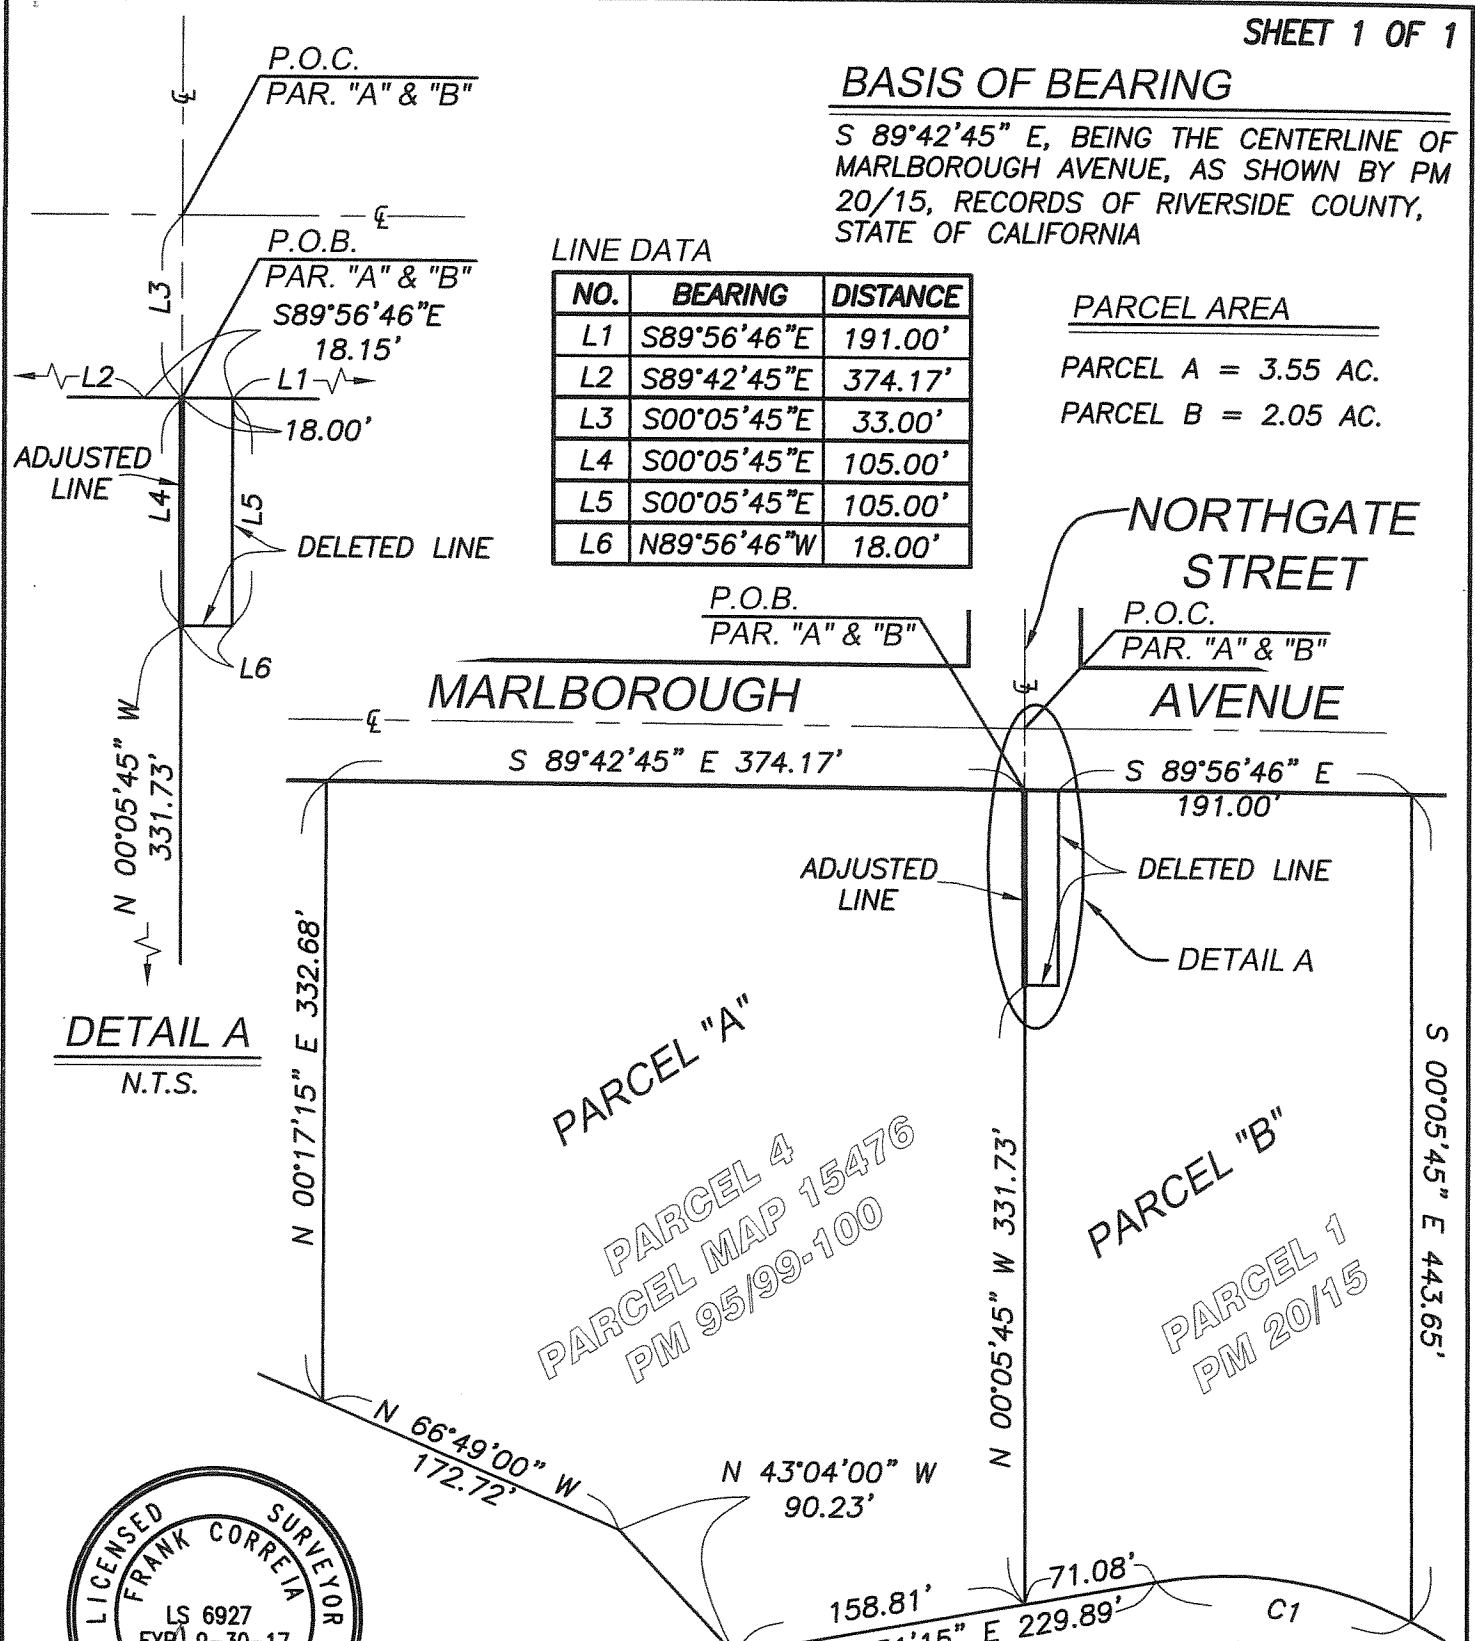 SHEET 1 OF 1
P.O.C.
PAR. "A" & "B"
℄
℄
BASIS OF BEARING
S 89°42'45" E, BEING THE CENTERLINE OF
MARLBOROUGH AVENUE, AS SHOWN BY PM
20/15, RECORDS OF RIVERSIDE COUNTY,
STATE OF CALIFORNIA
P.O.B.
PAR. "A" & "B"
L3
S89°56'46"E
18.15'
L2
L1
18.00'
ADJUSTED
LINE
L4
L5
DELETED LINE
L6
N 00°05'45" W
331.73'
DETAIL A
N.T.S.
LINE DATA
NO. BEARING DISTANCE
L1 S89°56'46"E 191.00'
L2 S89°42'45"E 374.17'
L3 S00°05'45"E 33.00'
L4 S00°05'45"E 105.00'
L5 S00°05'45"E 105.00'
L6 N89°56'46"W 18.00'
PARCEL AREA
PARCEL A = 3.55 AC.
PARCEL B = 2.05 AC.
NORTHGATE
STREET
P.O.B.
PAR. "A" & "B"
P.O.C.
PAR. "A" & "B"
℄
℄
MARLBOROUGH AVENUE
S 89°42'45" E 374.17'
S 89°56'46" E
191.00'
ADJUSTED
LINE
DELETED LINE
DETAIL A
N 00°17'15" E 332.68'
PARCEL "A"
PARCEL 4
PARCEL MAP 15476
PM 95/99-100
N 00°05'45" W 331.73'
PARCEL "B"
PARCEL 1
PM 20/15
S 00°05'45" E 443.65'
N 66°49'00" W
172.72'
N 43°04'00" W
90.23'
158.81'
71.08'
E 229.89'
C1
LICENSED SURVEYOR
FRANK CORREIA
LS 6927